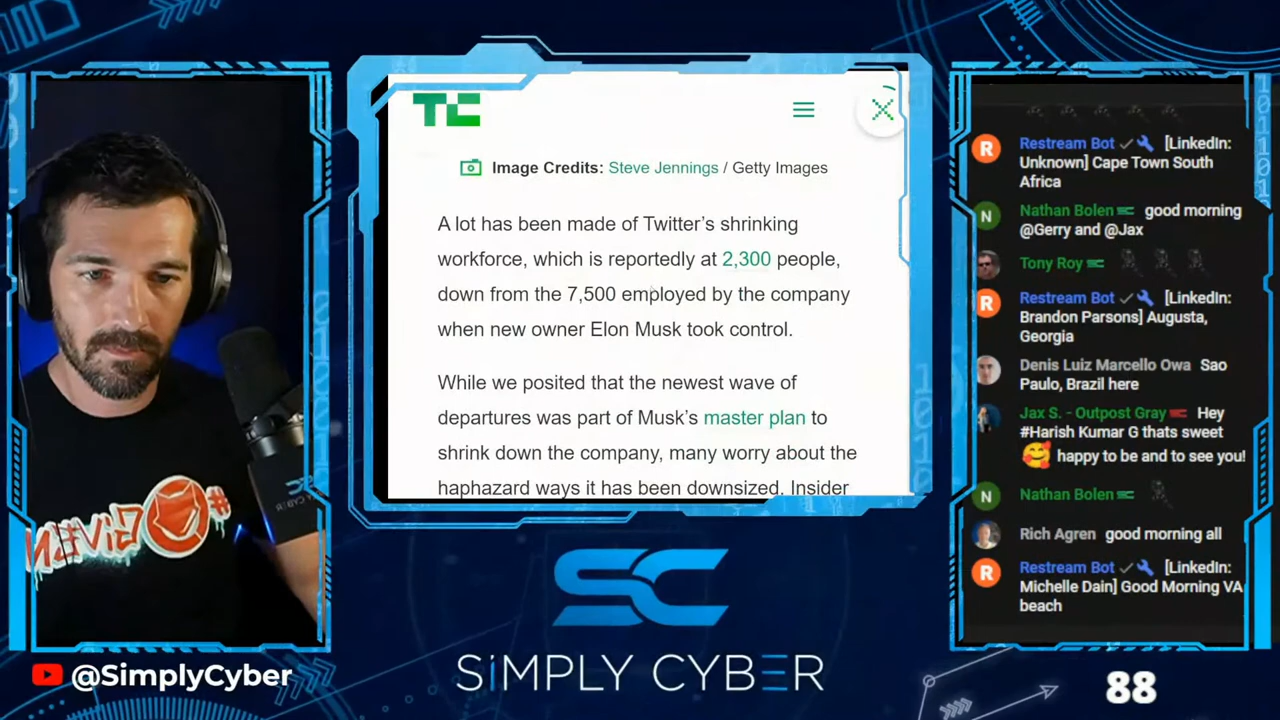 TC
Image Credits: Steve Jennings / Getty Images
A lot has been made of Twitter's shrinking
workforce, which is reportedly at 2,300 people,
down from the 7,500 employed by the company
when new owner Elon Musk took control.
While we posited that the newest wave of
departures was part of Musk's master plan to
shrink down the company, many worry about the
haphazard ways it has been downsized. Insider
Restream Bot [LinkedIn:
Unknown] Cape Town South
Africa
Nathan Bolen good morning
@Gerry and @Jax
Tony Roy
Restream Bot [LinkedIn:
Brandon Parsons] Augusta,
Georgia
Denis Luiz Marcello Owa Sao
Paulo, Brazil here
Jax S. - Outpost Gray Hey
#Harish Kumar G thats sweet
happy to be and to see you!
Nathan Bolen
Rich Agren good morning all
Restream Bot [LinkedIn:
Michelle Dain] Good Morning VA
beach
SC
SIMPLY CYBER
@SimplyCyber
88